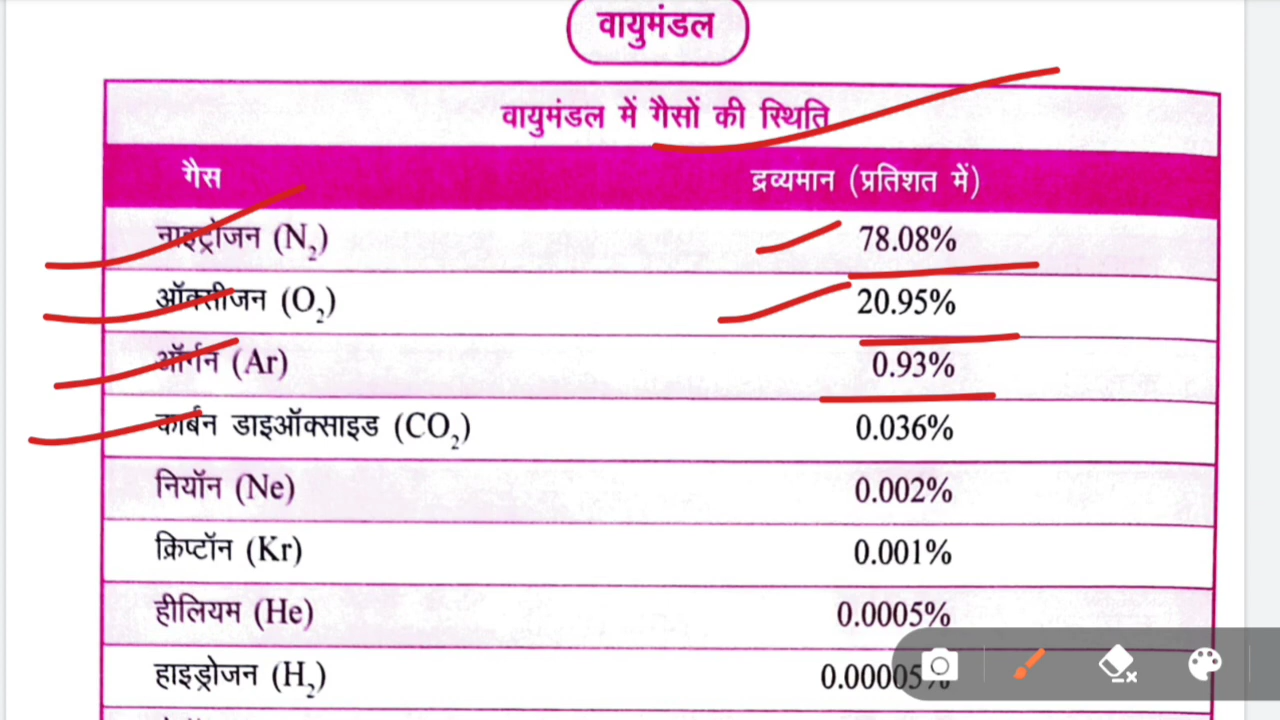 वायुमंडल
वायुमंडल में गैसों की स्थिति
गैस द्रव्यमान (प्रतिशत में)
नाइट्रोजन (N₂) 78.08%
ऑक्सीजन (O₂) 20.95%
ऑर्गन (Ar) 0.93%
कार्बन डाइऑक्साइड (CO₂) 0.036%
नियॉन (Ne) 0.002%
क्रिप्टॉन (Kr) 0.001%
हीलियम (He) 0.0005%
हाइड्रोजन (H₂) 0.00005%